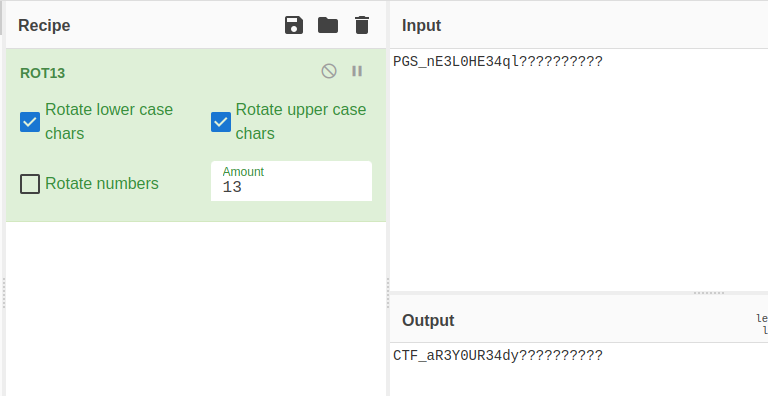 Recipe
ROT13
Rotate lower case
chars
Rotate upper case
chars
Rotate numbers
Amount
13
Input
PGS_nE3L0HE34ql??????????
Output
le
l
CTF_aR3Y0UR34dy??????????